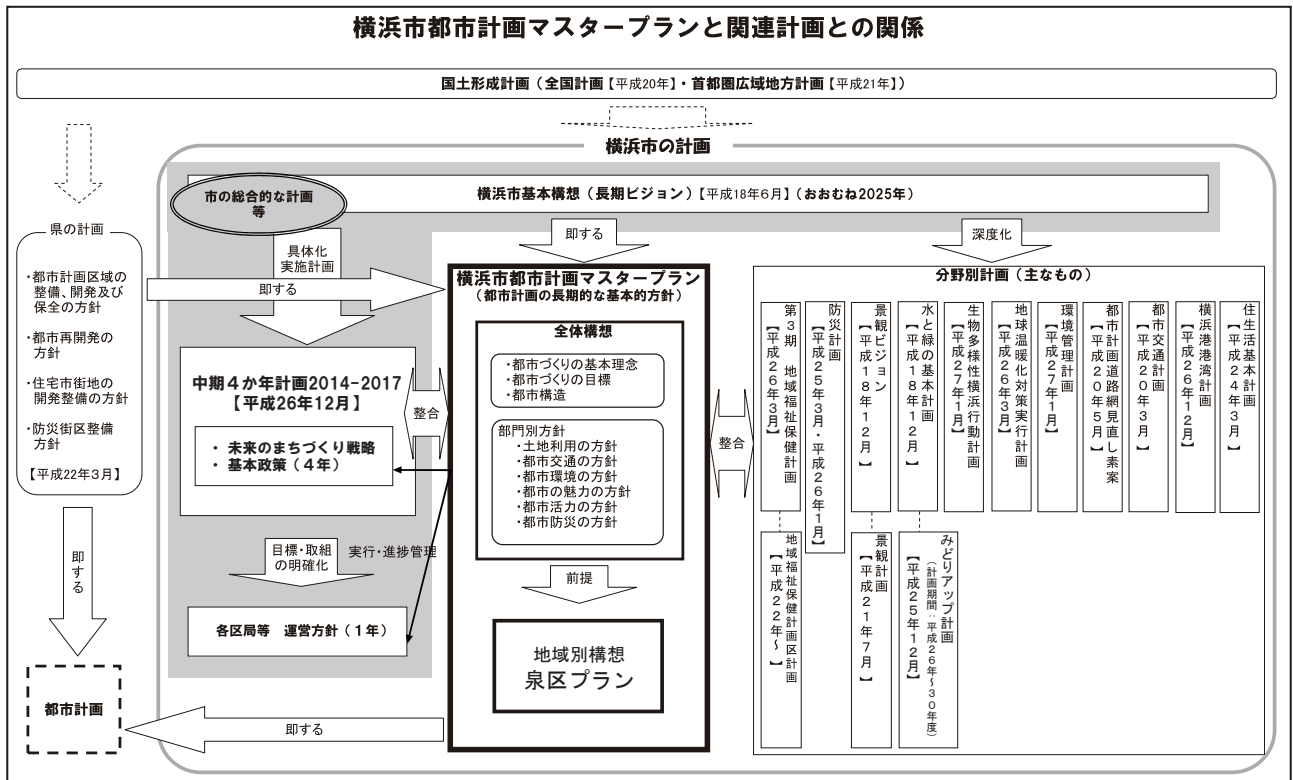 横浜市都市計画マスタープランと関連計画との関係
国土形成計画（全国計画【平成20年】・首都圏広域地方計画【平成21年】）
横浜市の計画
市の総合的な計画
等
横浜市基本構想（長期ビジョン）【平成18年6月】（おおむね2025年）
県の計画
・都市計画区域の
整備、開発及び
保全の方針
・都市再開発の
方針
・住宅市街地の
開発整備の方針
・防災街区整備
方針
【平成22年3月】
即する
都市計画
具体化
実施計画
即する
中期４か年計画2014-2017
【平成26年12月】
・ 未来のまちづくり戦略
・ 基本政策（４年）
目標・取組
の明確化
実行・進捗管理
各区局等　運営方針（１年）
即する
整合
即する
横浜市都市計画マスタープラン
（都市計画の長期的な基本的方針）
全体構想
・都市づくりの基本理念
・都市づくりの目標
・都市構造
部門別方針
・土地利用の方針
・都市交通の方針
・都市環境の方針
・都市の魅力の方針
・都市活力の方針
・都市防災の方針
前提
地域別構想
泉区プラン
整合
深度化
分野別計画（主なもの）
第３期　地域福祉保健計画
【平成２６年３月】
防災計画
【平成２５年３月・平成２６年１月】
景観ビジョン
【平成１８年１２月】
水と緑の基本計画
【平成１８年１２月】
生物多様性横浜行動計画
【平成２７年１月】
地球温暖化対策実行計画
【平成２６年３月】
環境管理計画
【平成２７年１月】
都市計画道路網見直し素案
【平成２０年５月】
都市交通計画
【平成２０年３月】
横浜港港湾計画
【平成２６年１２月】
住生活基本計画
【平成２４年３月】
地域福祉保健計画区計画
【平成２２年～】
景観計画
【平成２１年７月】
みどりアップ計画
（計画期間：平成２６年～３０年度）
【平成２５年１２月】